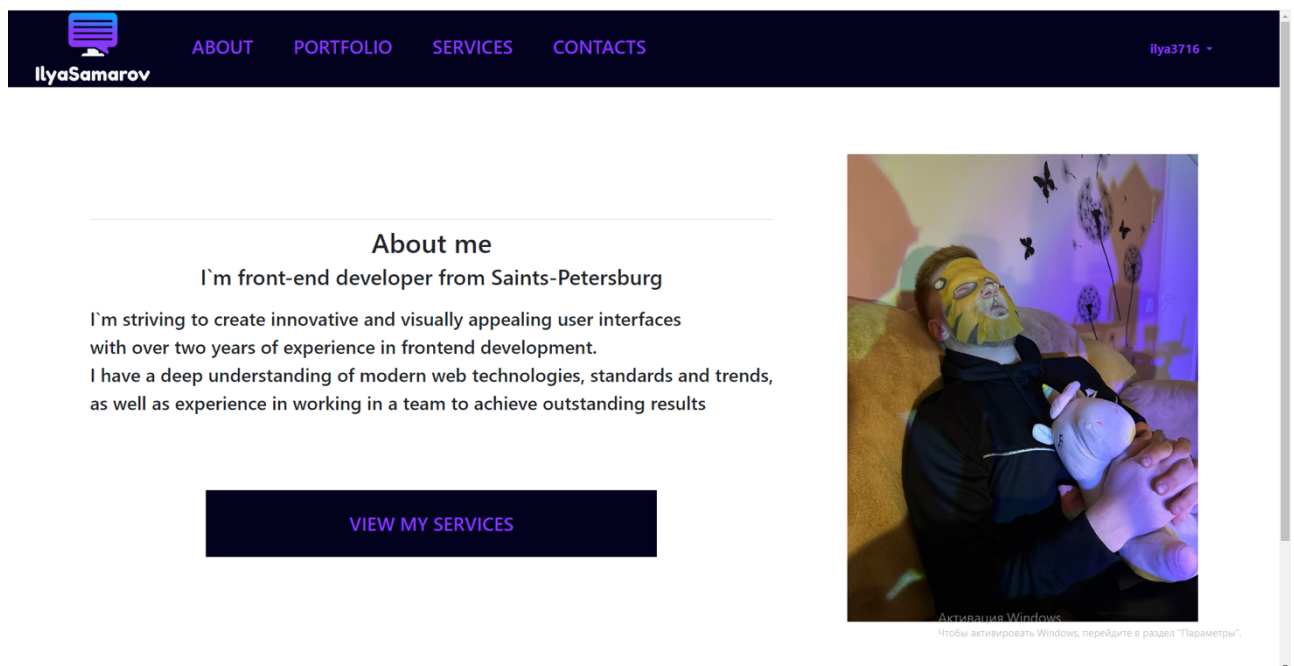 IlyaSamarov
ABOUT PORTFOLIO SERVICES CONTACTS
ilya3716
About me
I`m front-end developer from Saints-Petersburg
I`m striving to create innovative and visually appealing user interfaces
with over two years of experience in frontend development.
I have a deep understanding of modern web technologies, standards and trends,
as well as experience in working in a team to achieve outstanding results
VIEW MY SERVICES
Активация Windows
Чтобы активировать Windows, перейдите в раздел "Параметры".